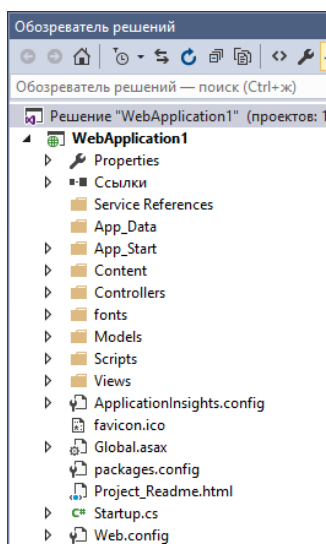 Обозреватель решений
Обозреватель решений — поиск (Ctrl+ж)
Решение "WebApplication1" (проектов: 1
WebApplication1
Properties
Ссылки
Service References
App_Data
App_Start
Content
Controllers
fonts
Models
Scripts
Views
ApplicationInsights.config
favicon.ico
Global.asax
packages.config
Project_Readme.html
C# Startup.cs
Web.config